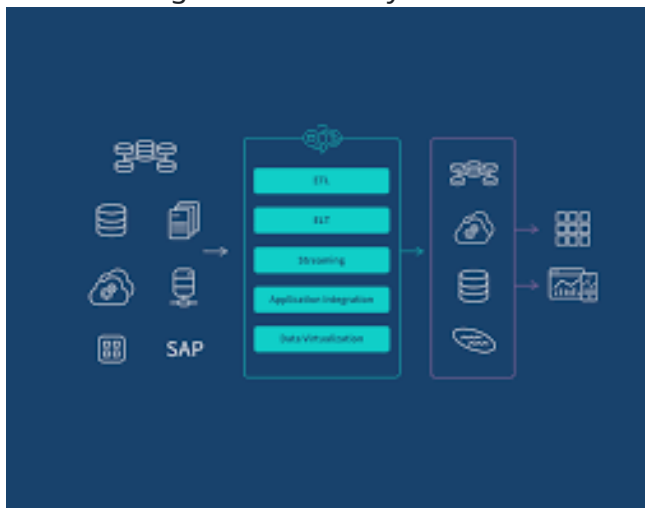 SAP
ETL
ELT
Streaming
Application Integration
Data Virtualization